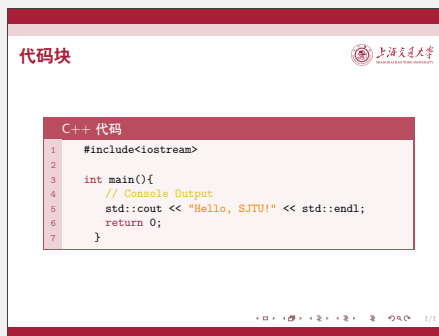 代码块
上海交通大学
SHANGHAI JIAO TONG UNIVERSITY
C++ 代码
1 #include<iostream>
2
3 int main(){
4 // Console Output
5 std::cout << "Hello, SJTU!" << std::endl;
6 return 0;
7 }
1/1